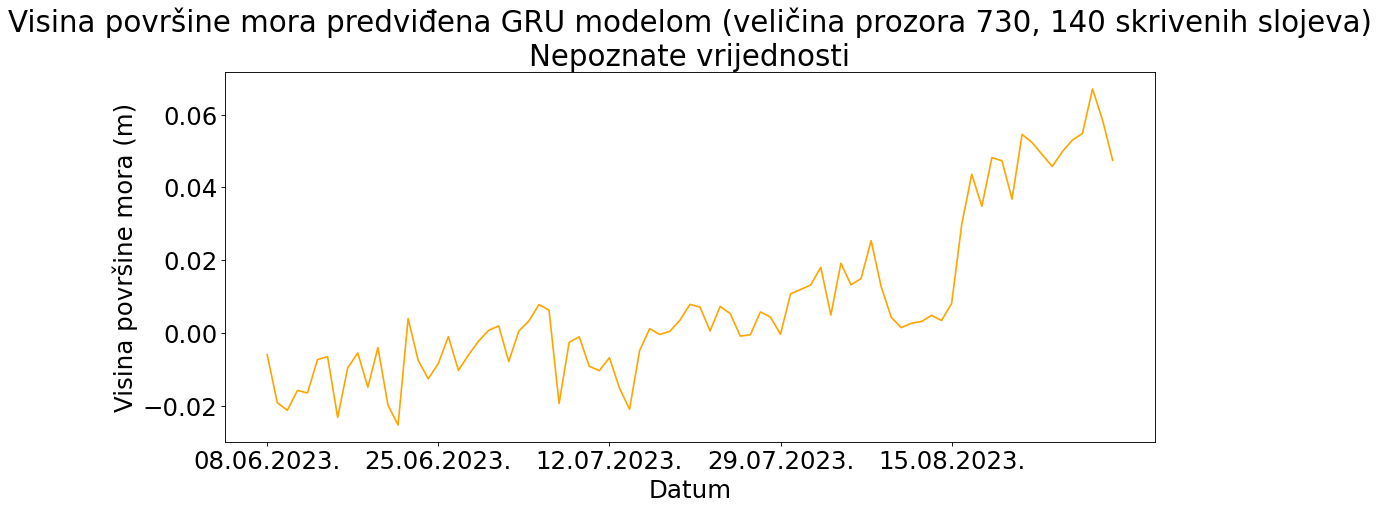 Visina površine mora predviđena GRU modelom (veličina prozora 730, 140 skrivenih slojeva)
Nepoznate vrijednosti
Visina površine mora (m)
0.06
0.04
0.02
0.00
−0.02
08.06.2023. 25.06.2023. 12.07.2023. 29.07.2023. 15.08.2023.
Datum